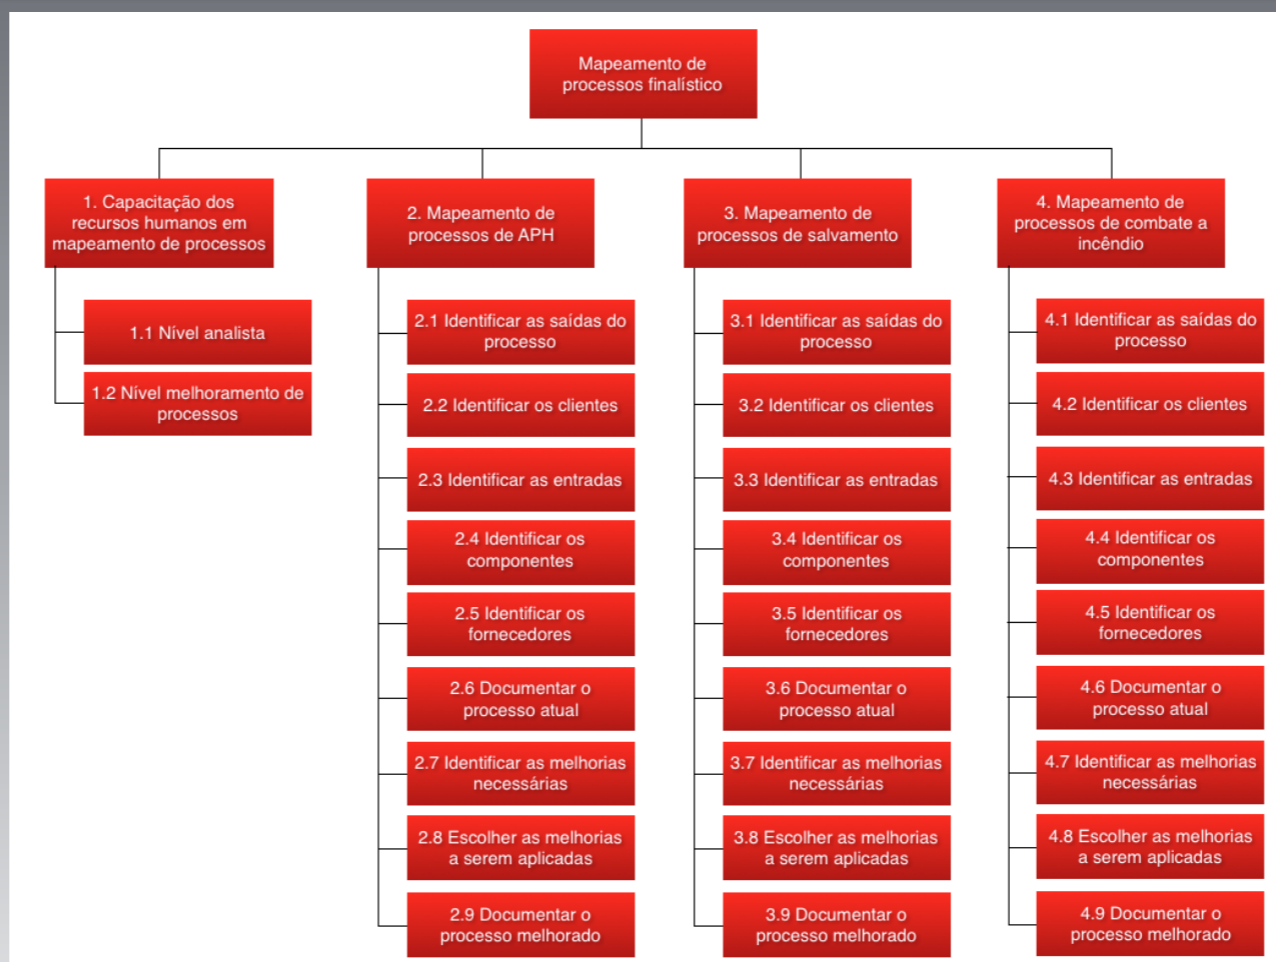 Mapeamento de
processos finalístico
1. Capacitação dos
recursos humanos em
mapeamento de processos
1.1 Nível analista
1.2 Nível melhoramento de
processos
2. Mapeamento de
processos de APH
2.1 Identificar as saídas do
processo
2.2 Identificar os clientes
2.3 Identificar as entradas
2.4 Identificar os
componentes
2.5 Identificar os
fornecedores
2.6 Documentar o
processo atual
2.7 Identificar as melhorias
necessárias
2.8 Escolher as melhorias
a serem aplicadas
2.9 Documentar o
processo melhorado
3. Mapeamento de
processos de salvamento
3.1 Identificar as saídas do
processo
3.2 Identificar os clientes
3.3 Identificar as entradas
3.4 Identificar os
componentes
3.5 Identificar os
fornecedores
3.6 Documentar o
processo atual
3.7 Identificar as melhorias
necessárias
3.8 Escolher as melhorias
a serem aplicadas
3.9 Documentar o
processo melhorado
4. Mapeamento de
processos de combate a
incêndio
4.1 Identificar as saídas do
processo
4.2 Identificar os clientes
4.3 Identificar as entradas
4.4 Identificar os
componentes
4.5 Identificar os
fornecedores
4.6 Documentar o
processo atual
4.7 Identificar as melhorias
necessárias
4.8 Escolher as melhorias
a serem aplicadas
4.9 Documentar o
processo melhorado